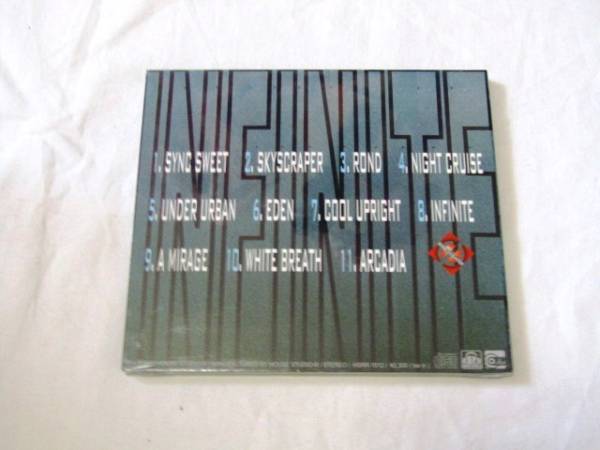 INFINITE
1. SYNC SWEET 2. SKYSCRAPER 3. ROND 4. NIGHT CRUISE
5. UNDER URBAN 6. EDEN 7. COOL UPRIGHT 8. INFINITE
9. A MIRAGE 10. WHITE BREATH 11. ARCADIA
STEREO